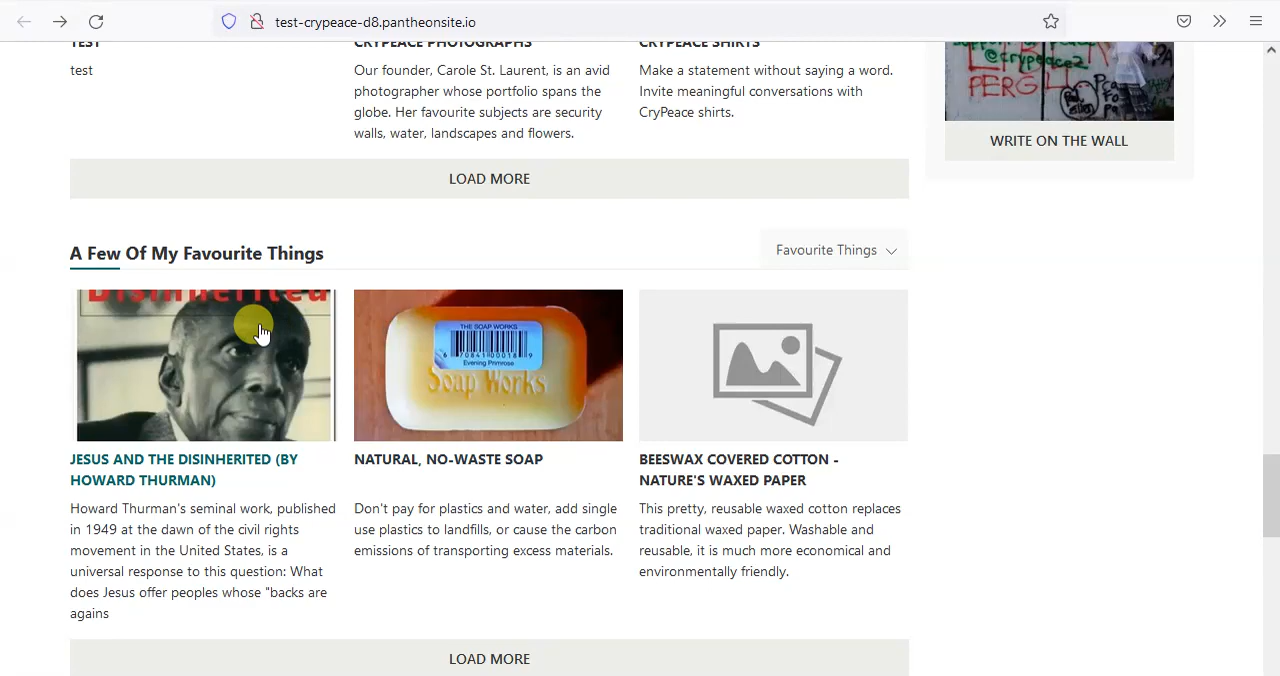 test-crypeace-d8.pantheonsite.io
TEST
test
CRYPEACE PHOTOGRAPHS
Our founder, Carole St. Laurent, is an avid
photographer whose portfolio spans the
globe. Her favourite subjects are security
walls, water, landscapes and flowers.
CRYPEACE SHIRTS
Make a statement without saying a word.
Invite meaningful conversations with
CryPeace shirts.
@crypeace2
PERG
WRITE ON THE WALL
LOAD MORE
A Few Of My Favourite Things
Favourite Things
Disinherited
JESUS AND THE DISINHERITED (BY
HOWARD THURMAN)
Howard Thurman's seminal work, published
in 1949 at the dawn of the civil rights
movement in the United States, is a
universal response to this question: What
does Jesus offer peoples whose "backs are
agains
THE SOAP WORKS
Evening Primrose
Soap Works
NATURAL, NO-WASTE SOAP
Don't pay for plastics and water, add single
use plastics to landfills, or cause the carbon
emissions of transporting excess materials.
BEESWAX COVERED COTTON -
NATURE'S WAXED PAPER
This pretty, reusable waxed cotton replaces
traditional waxed paper. Washable and
reusable, it is much more economical and
environmentally friendly.
LOAD MORE